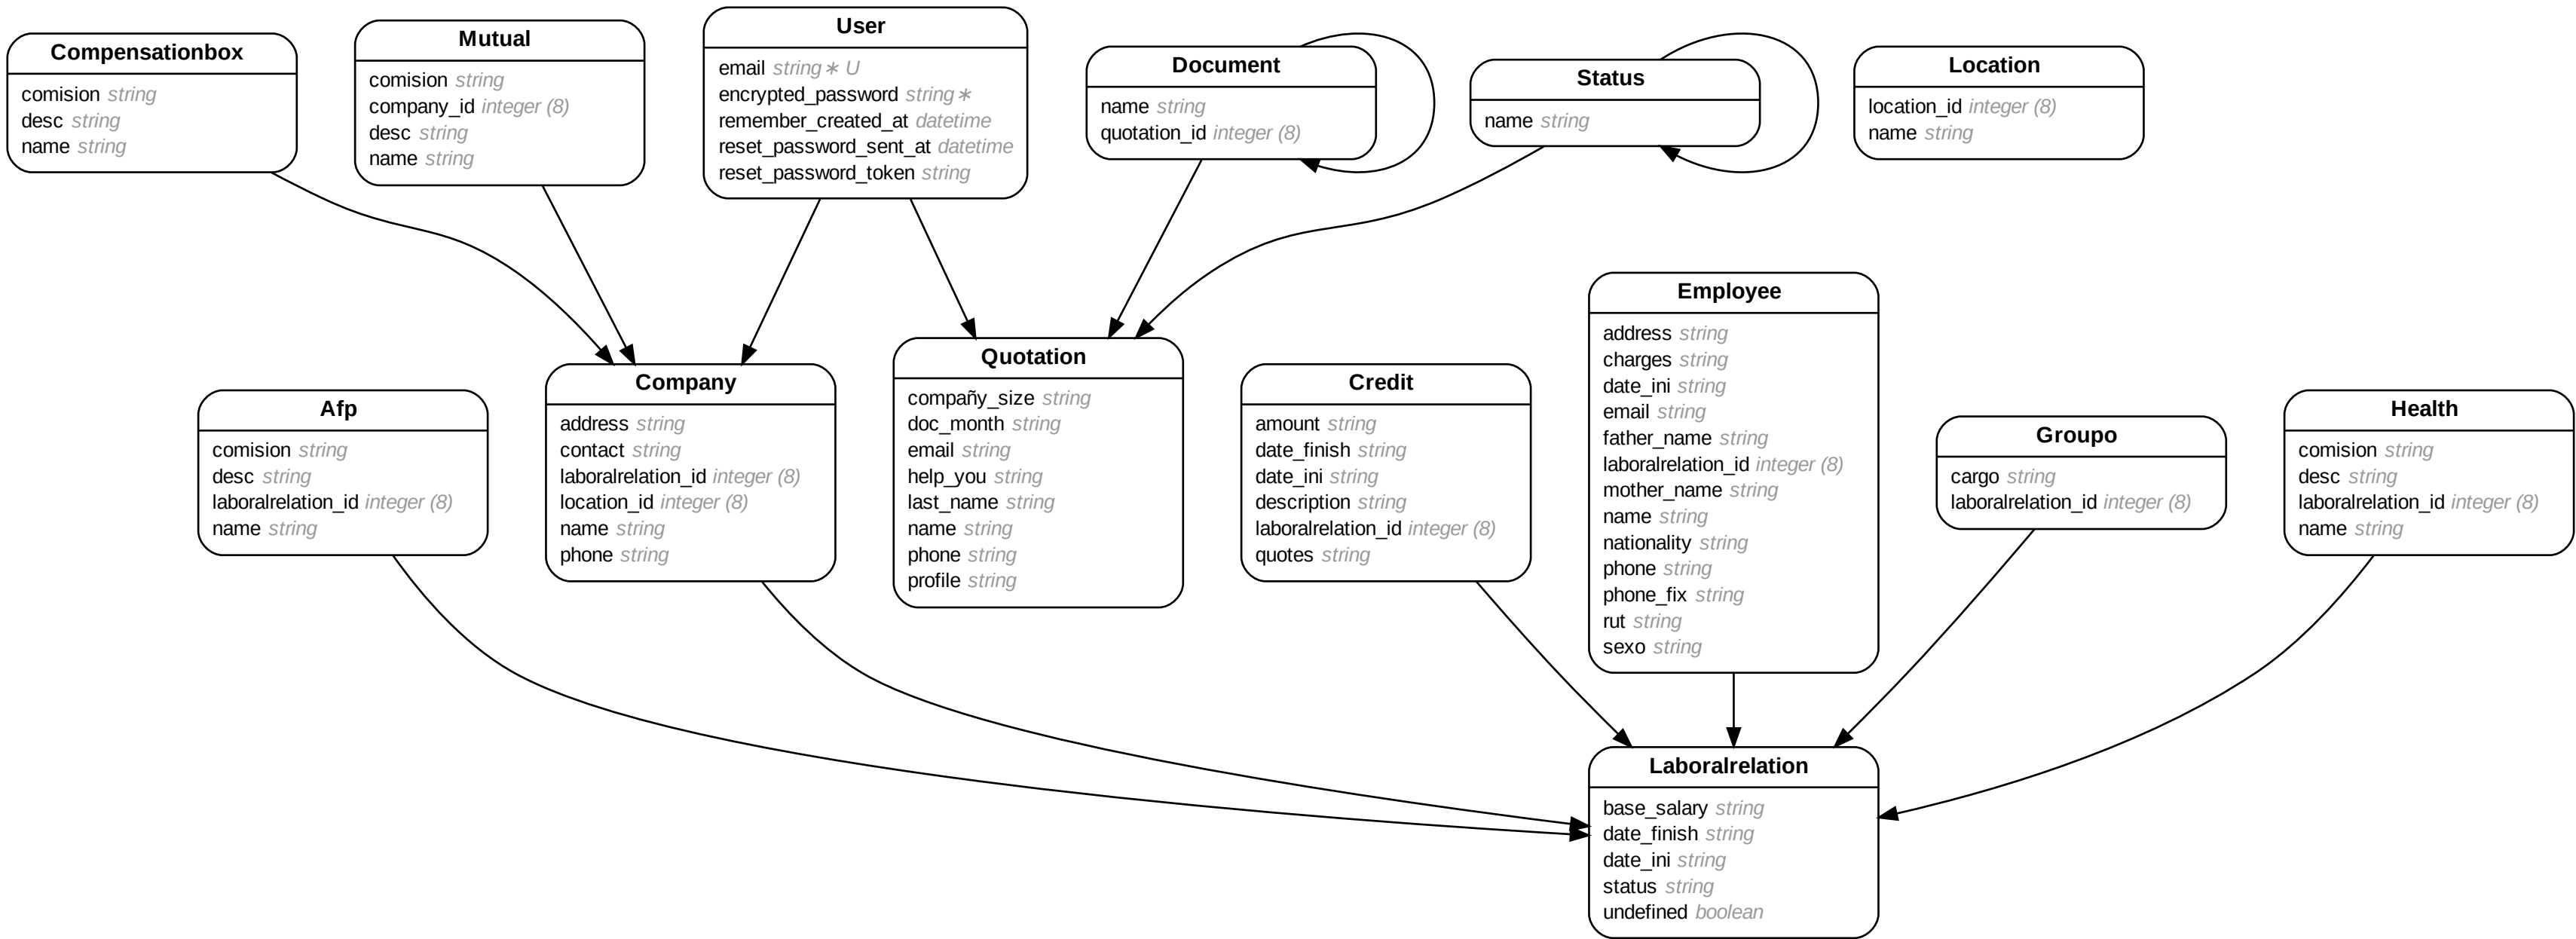 Compensationbox
comision string
desc string
name string
Mutual
comision string
company_id integer (8)
desc string
name string
User
email string∗ U
encrypted_password string∗
remember_created_at datetime
reset_password_sent_at datetime
reset_password_token string
Document
name string
quotation_id integer (8)
Status
name string
Location
location_id integer (8)
name string
Afp
comision string
desc string
laboralrelation_id integer (8)
name string
Company
address string
contact string
laboralrelation_id integer (8)
location_id integer (8)
name string
phone string
Quotation
compañy_size string
doc_month string
email string
help_you string
last_name string
name string
phone string
profile string
Credit
amount string
date_finish string
date_ini string
description string
laboralrelation_id integer (8)
quotes string
Employee
address string
charges string
date_ini string
email string
father_name string
laboralrelation_id integer (8)
mother_name string
name string
nationality string
phone string
phone_fix string
rut string
sexo string
Groupo
cargo string
laboralrelation_id integer (8)
Health
comision string
desc string
laboralrelation_id integer (8)
name string
Laboralrelation
base_salary string
date_finish string
date_ini string
status string
undefined boolean